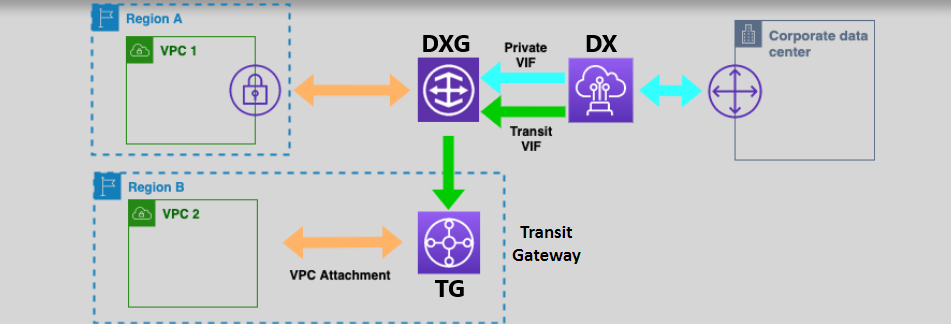 Region A
VPC 1
DXG
Private
VIF
DX
Corporate data
center
Transit
VIF
Region B
VPC 2
VPC Attachment
Transit
Gateway
TG